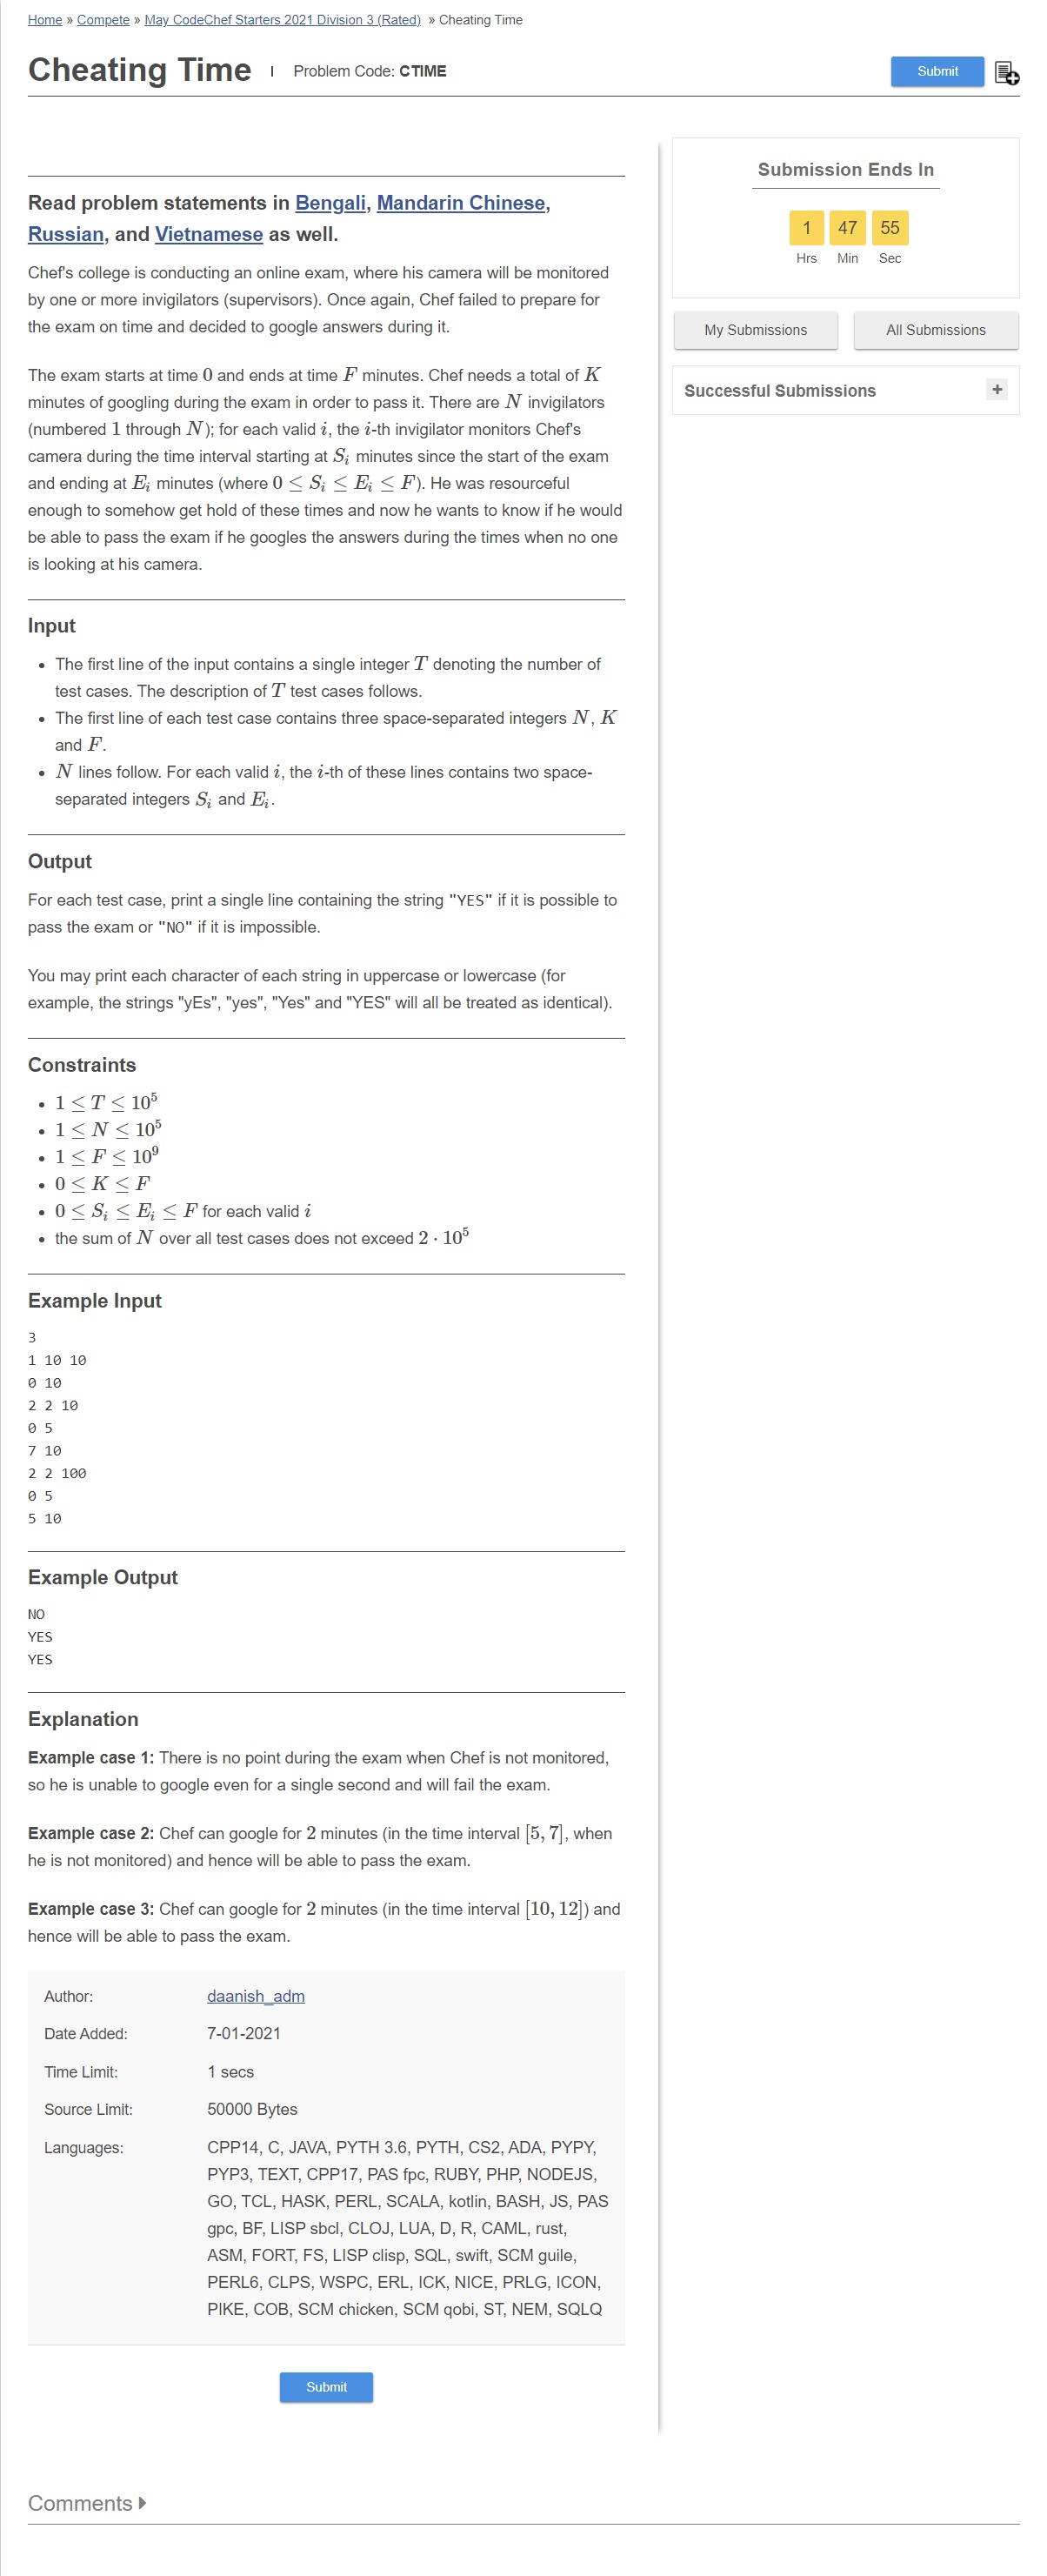 Home » Compete » May CodeChef Starters 2021 Division 3 (Rated) » Cheating Time
Cheating Time | Problem Code: CTIME
Submit
Read problem statements in Bengali, Mandarin Chinese,
Russian, and Vietnamese as well.
Chef's college is conducting an online exam, where his camera will be monitored
by one or more invigilators (supervisors). Once again, Chef failed to prepare for
the exam on time and decided to google answers during it.
The exam starts at time 0 and ends at time F minutes. Chef needs a total of K
minutes of googling during the exam in order to pass it. There are N invigilators
(numbered 1 through N); for each valid i, the i-th invigilator monitors Chef's
camera during the time interval starting at S_i minutes since the start of the exam
and ending at E_i minutes (where 0 ≤ S_i ≤ E_i ≤ F). He was resourceful
enough to somehow get hold of these times and now he wants to know if he would
be able to pass the exam if he googles the answers during the times when no one
is looking at his camera.
Input
• The first line of the input contains a single integer T denoting the number of
test cases. The description of T test cases follows.
• The first line of each test case contains three space-separated integers N, K
and F.
• N lines follow. For each valid i, the i-th of these lines contains two space-
separated integers S_i and E_i.
Output
For each test case, print a single line containing the string "YES" if it is possible to
pass the exam or "NO" if it is impossible.
You may print each character of each string in uppercase or lowercase (for
example, the strings "yEs", "yes", "Yes" and "YES" will all be treated as identical).
Constraints
• 1 ≤ T ≤ 10^5
• 1 ≤ N ≤ 10^5
• 1 ≤ F ≤ 10^9
• 0 ≤ K ≤ F
• 0 ≤ S_i ≤ E_i ≤ F for each valid i
• the sum of N over all test cases does not exceed 2 · 10^5
Example Input
3
1 10 10
0 10
2 2 10
0 5
7 10
2 2 100
0 5
5 10
Example Output
NO
YES
YES
Explanation
Example case 1: There is no point during the exam when Chef is not monitored,
so he is unable to google even for a single second and will fail the exam.
Example case 2: Chef can google for 2 minutes (in the time interval [5, 7], when
he is not monitored) and hence will be able to pass the exam.
Example case 3: Chef can google for 2 minutes (in the time interval [10, 12]) and
hence will be able to pass the exam.
Author: daanish_adm
Date Added: 7-01-2021
Time Limit: 1 secs
Source Limit: 50000 Bytes
Languages: CPP14, C, JAVA, PYTH 3.6, PYTH, CS2, ADA, PYPY,
PYP3, TEXT, CPP17, PAS fpc, RUBY, PHP, NODEJS,
GO, TCL, HASK, PERL, SCALA, kotlin, BASH, JS, PAS
gpc, BF, LISP sbcl, CLOJ, LUA, D, R, CAML, rust,
ASM, FORT, FS, LISP clisp, SQL, swift, SCM guile,
PERL6, CLPS, WSPC, ERL, ICK, NICE, PRLG, ICON,
PIKE, COB, SCM chicken, SCM qobi, ST, NEM, SQLQ
Submit
Submission Ends In
1 47 55
Hrs Min Sec
My Submissions
All Submissions
Successful Submissions +
Comments